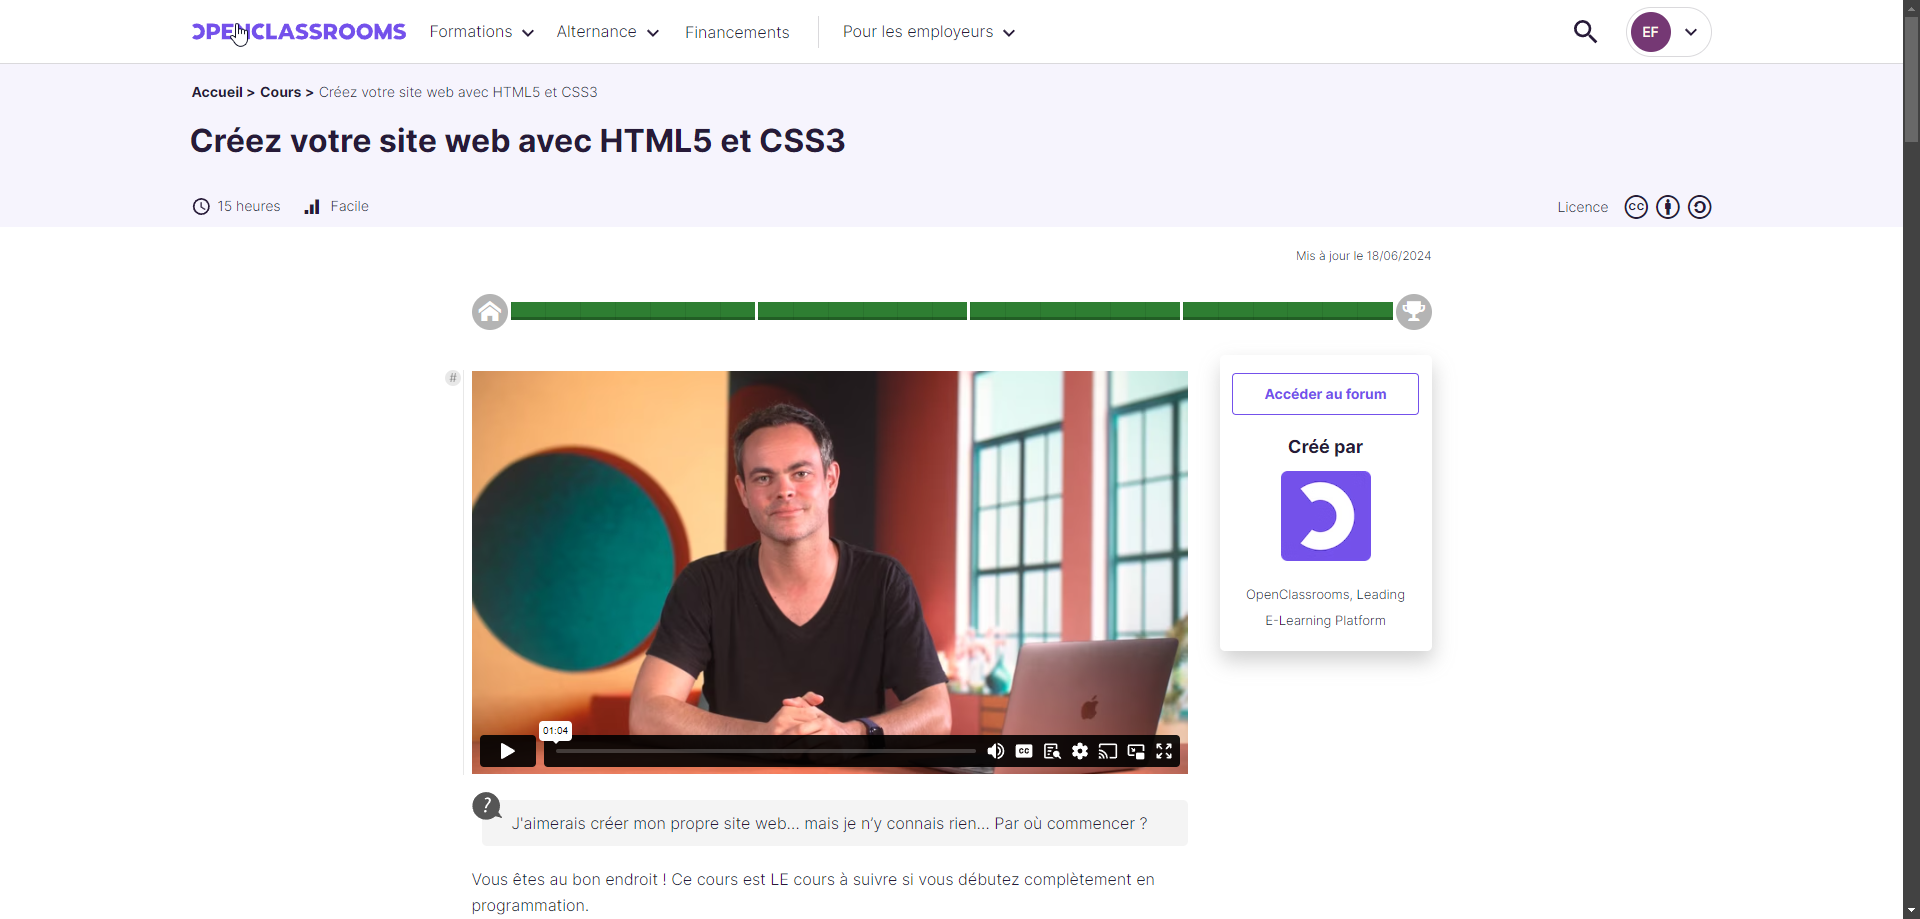 OPENCLASSROOMS
Formations
Alternance
Financements
Pour les employeurs
EF
Accueil > Cours > Créez votre site web avec HTML5 et CSS3
Créez votre site web avec HTML5 et CSS3
15 heures
Facile
Licence
CC
Mis à jour le 18/06/2024
#
Accéder au forum
Créé par
OpenClassrooms, Leading
E-Learning Platform
01:04
CC
?
J'aimerais créer mon propre site web... mais je n’y connais rien... Par où commencer ?
Vous êtes au bon endroit ! Ce cours est LE cours à suivre si vous débutez complètement en
programmation.